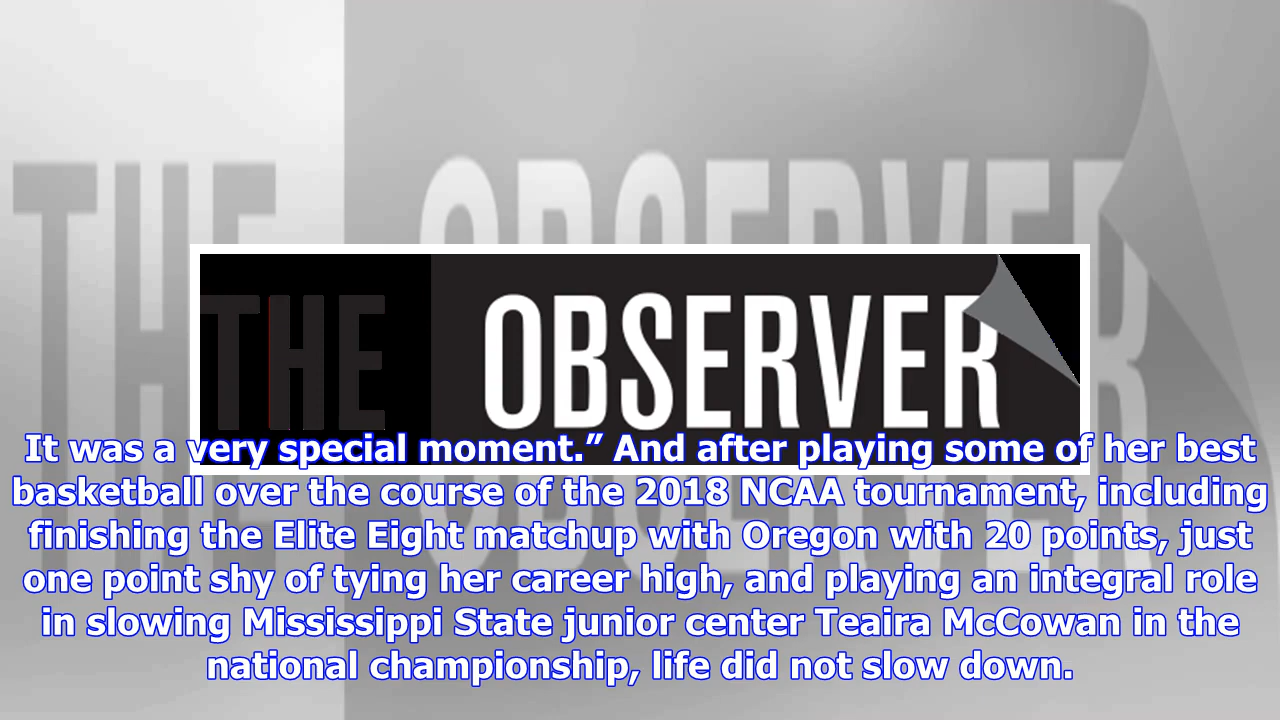 THE OBSERVER
THE OBSERVER
It was a very special moment.” And after playing some of her best
basketball over the course of the 2018 NCAA tournament, including
finishing the Elite Eight matchup with Oregon with 20 points, just
one point shy of tying her career high, and playing an integral role
in slowing Mississippi State junior center Teaira McCowan in the
national championship, life did not slow down.